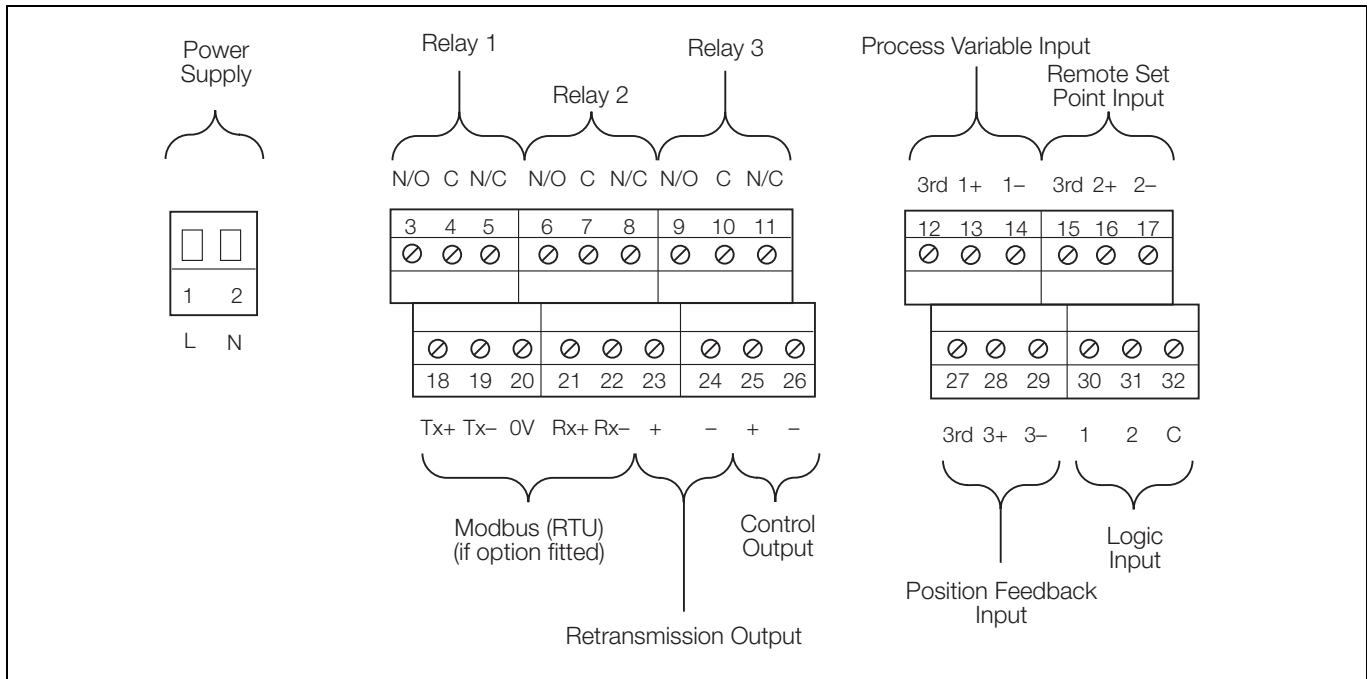 Power
Supply
Relay 1
Relay 2
Relay 3
Process Variable Input
Remote Set
Point Input
N/O C N/C N/O C N/C N/O C N/C
3rd 1+ 1– 3rd 2+ 2–
3 4 5 6 7 8 9 10 11
12 13 14 15 16 17
1 2
L N
18 19 20 21 22 23 24 25 26
27 28 29 30 31 32
Tx+ Tx– 0V Rx+ Rx– + – + –
3rd 3+ 3– 1 2 C
Modbus (RTU)
(if option fitted)
Control
Output
Logic
Input
Position Feedback
Input
Retransmission Output